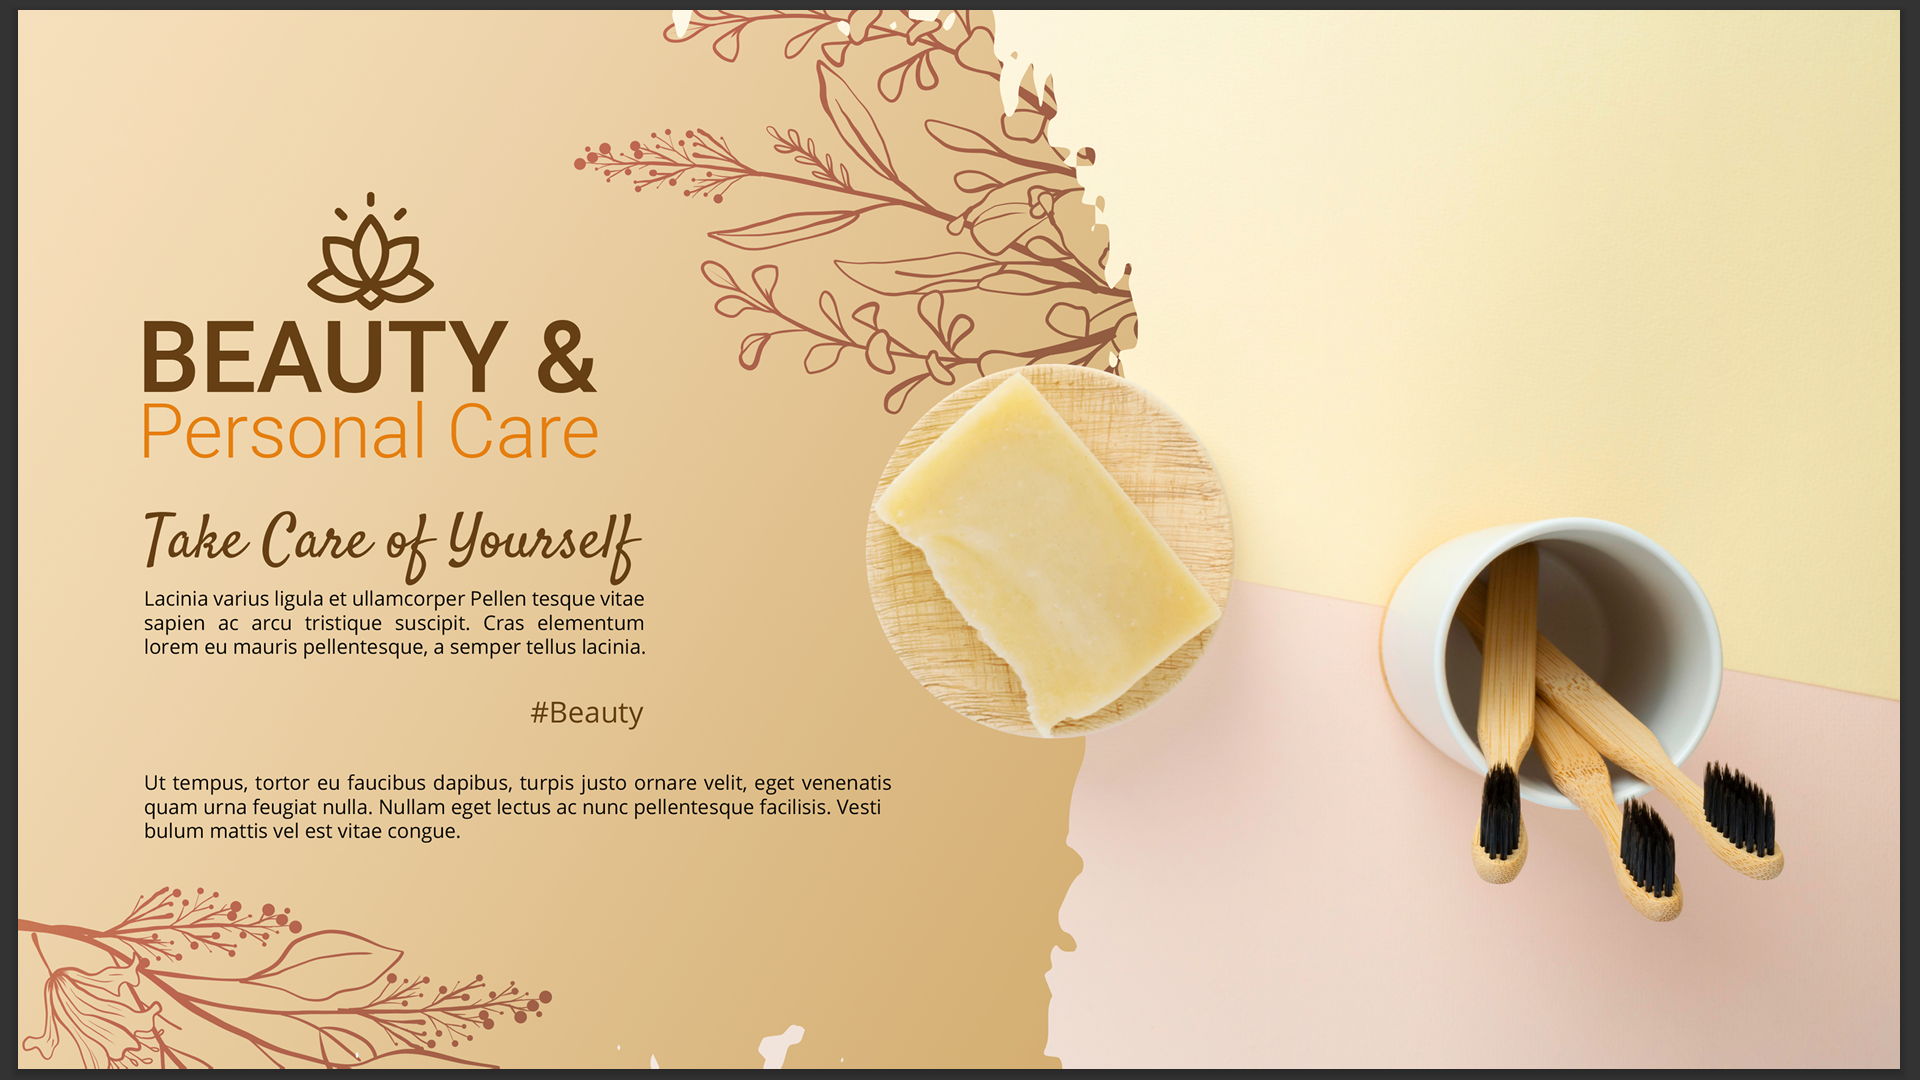 BEAUTY &
Personal Care
Take Care of Yourself
Lacinia varius ligula et ullamcorper Pellen tesque vitae
sapien ac arcu tristique suscipit. Cras elementum
lorem eu mauris pellentesque, a semper tellus lacinia.
#Beauty
Ut tempus, tortor eu faucibus dapibus, turpis justo ornare velit, eget venenatis
quam urna feugiat nulla. Nullam eget lectus ac nunc pellentesque facilisis. Vesti
bulum mattis vel est vitae congue.